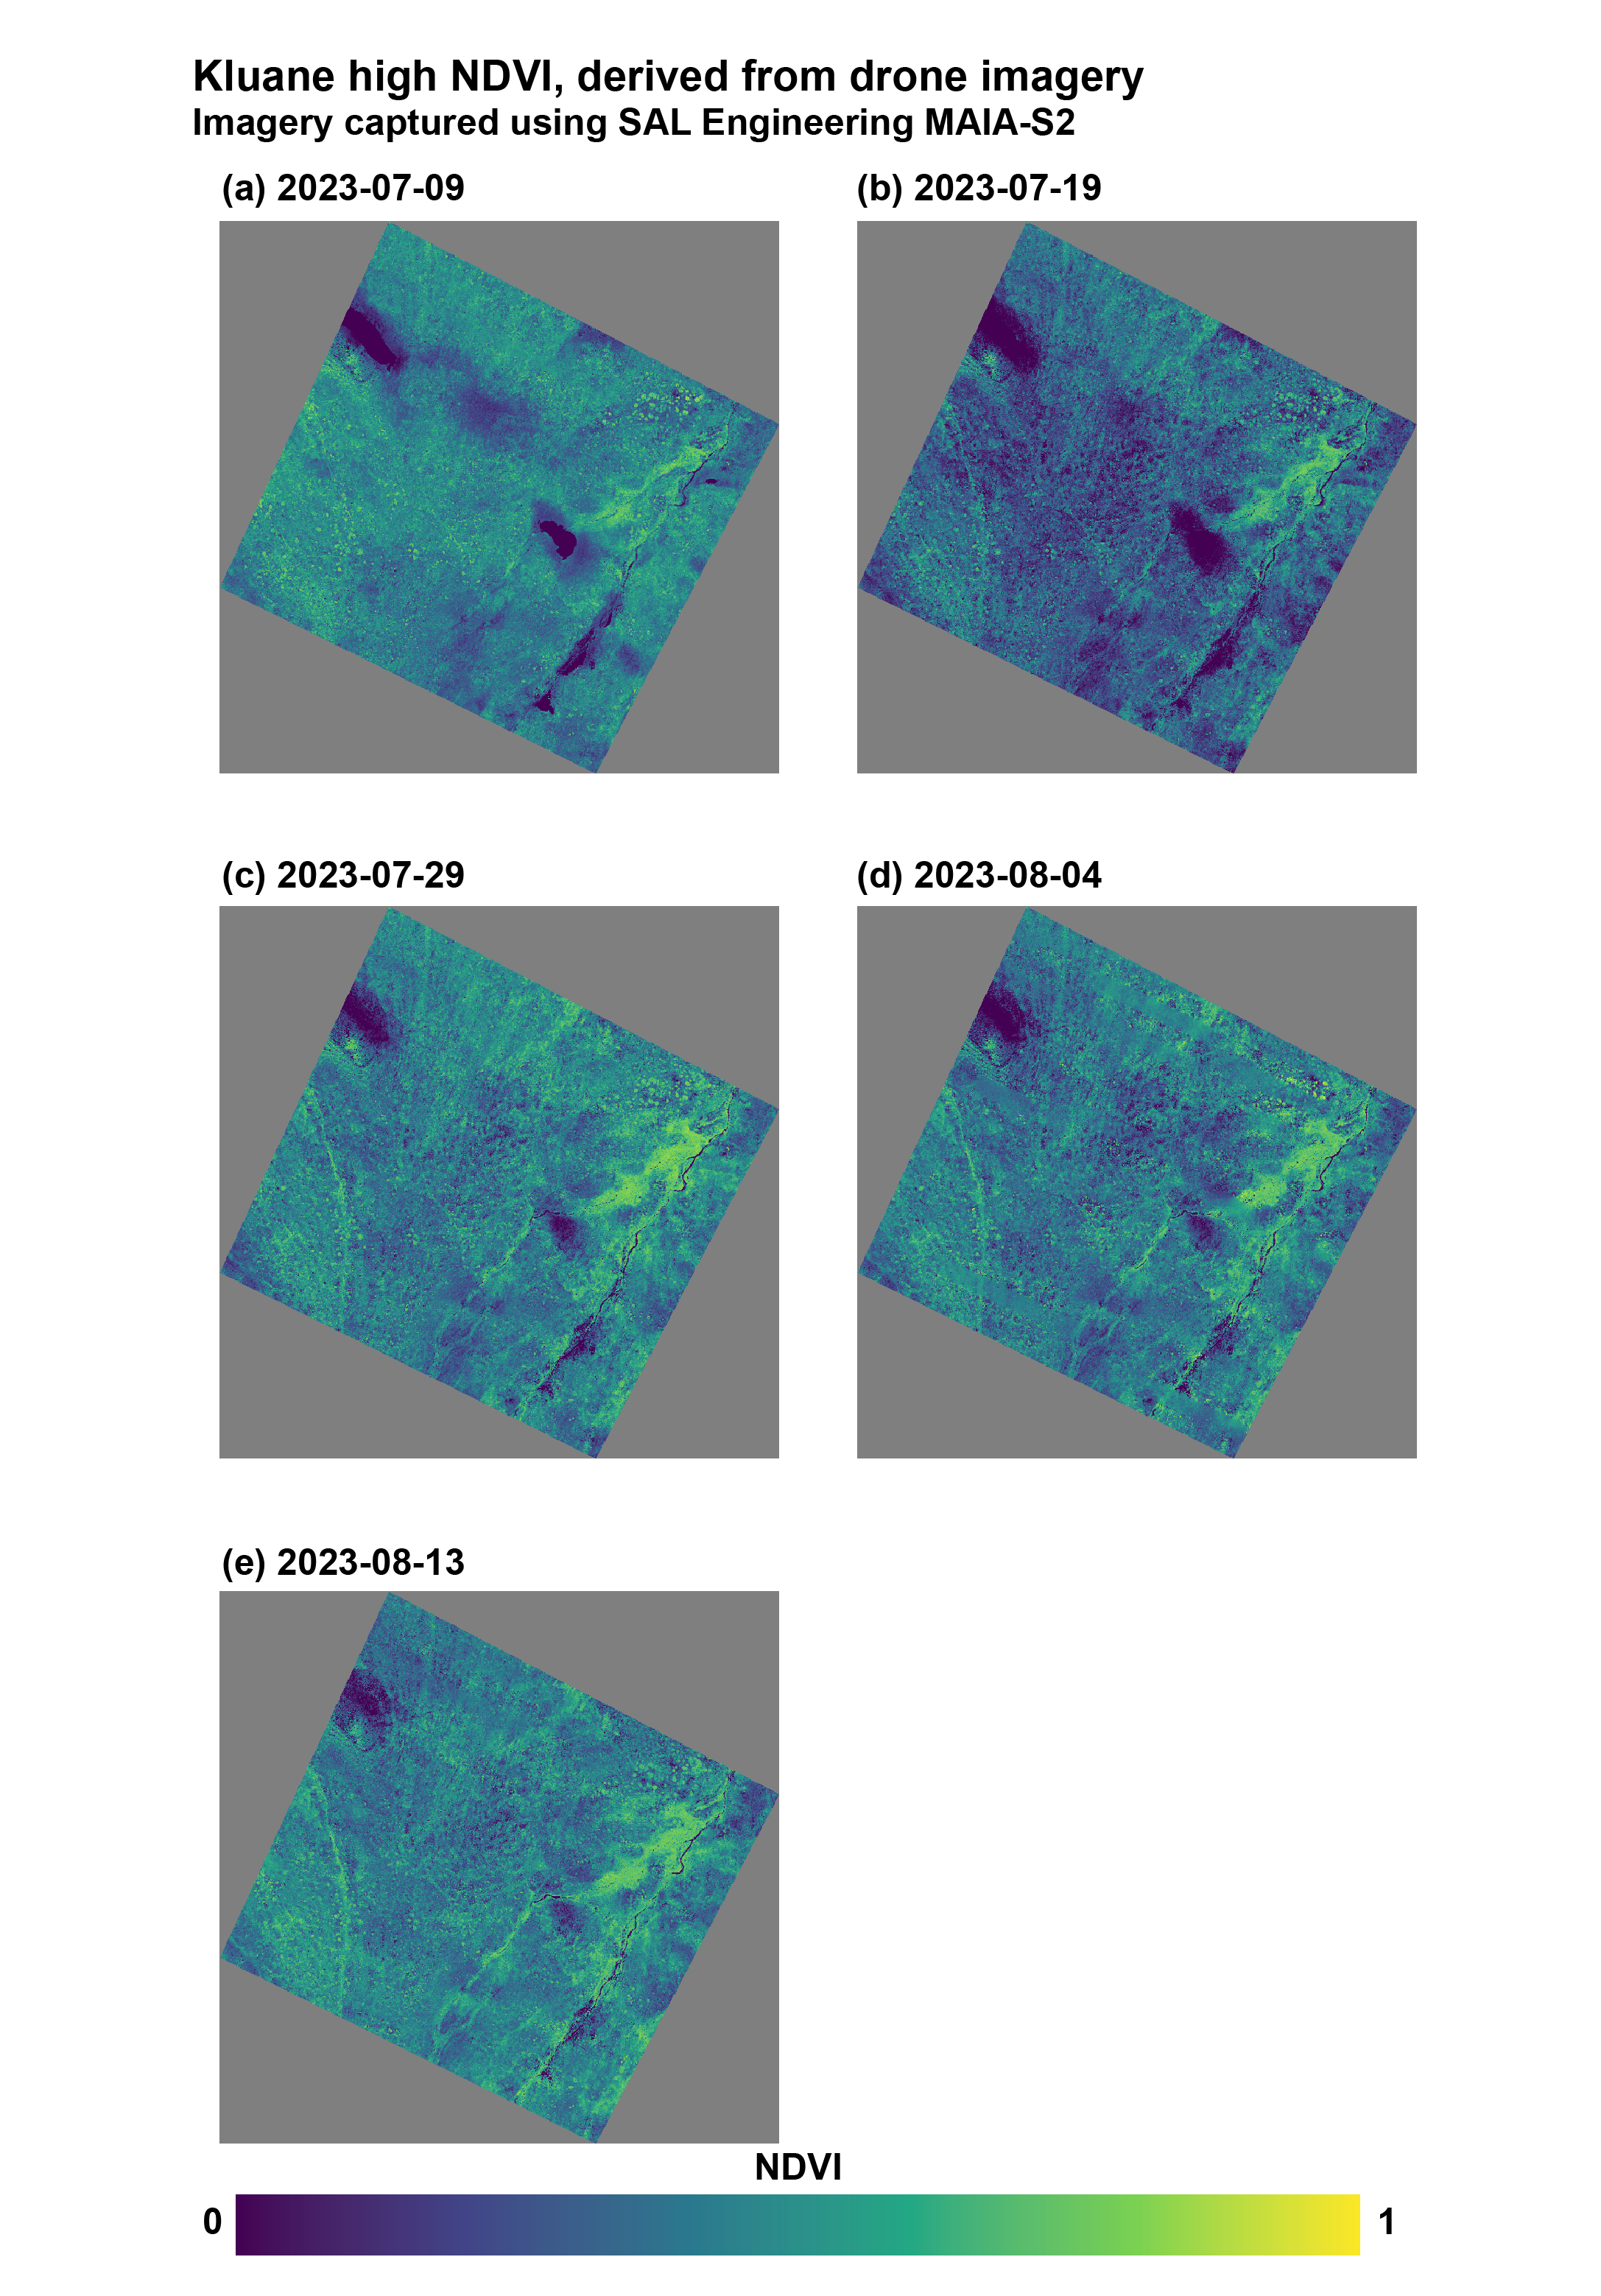 Kluane high NDVI, derived from drone imagery
Imagery captured using SAL Engineering MAIA-S2
(a) 2023-07-09
(b) 2023-07-19
(c) 2023-07-29
(d) 2023-08-04
(e) 2023-08-13
NDVI
0
1